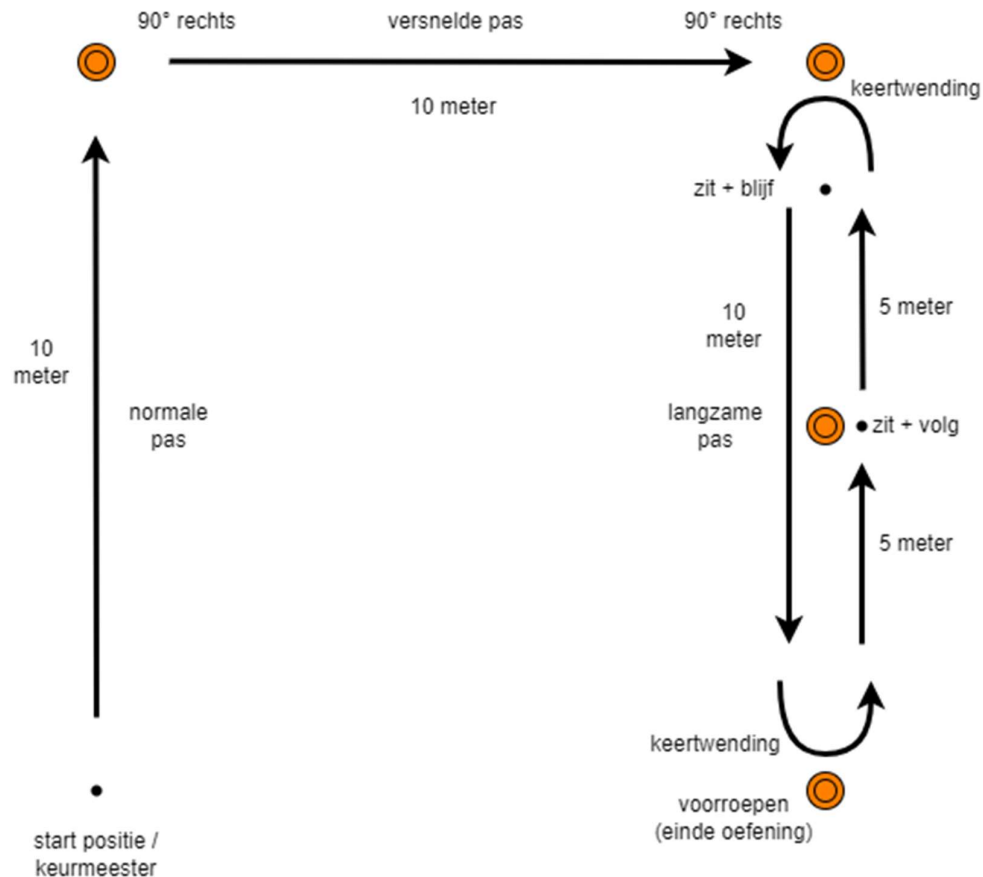 90° rechts
versnelde pas
90° rechts
keertwending
10 meter
zit + blijf
10
meter
5 meter
10
meter
normale
pas
langzame
pas
zit + volg
5 meter
keertwending
voorroepen
(einde oefening)
start positie /
keurmeester